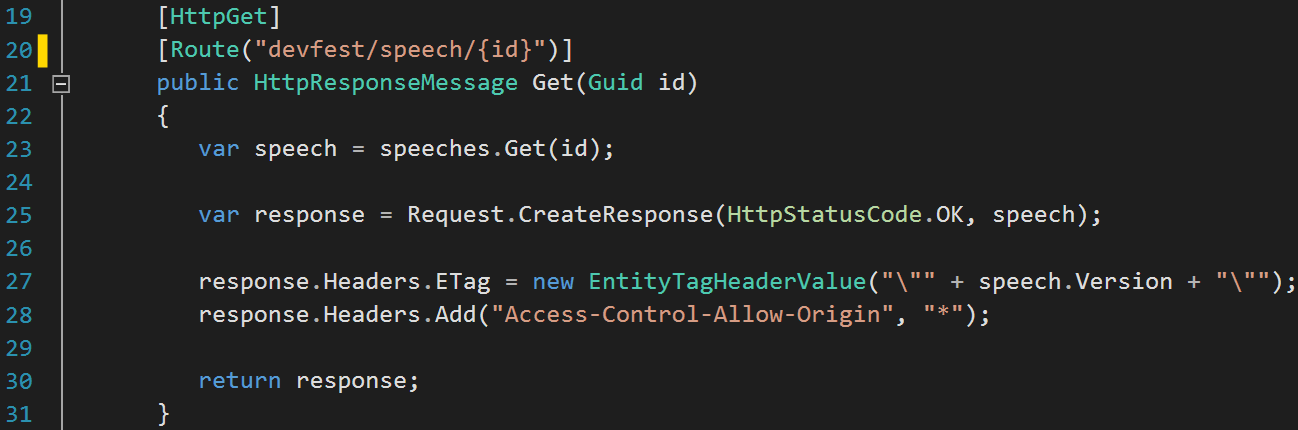 19 [HttpGet]
20 [Route("devfest/speech/{id}")]
21 public HttpResponseMessage Get(Guid id)
22 {
23 var speech = speeches.Get(id);
24
25 var response = Request.CreateResponse(HttpStatusCode.OK, speech);
26
27 response.Headers.ETag = new EntityTagHeaderValue("\"" + speech.Version + "\"");
28 response.Headers.Add("Access-Control-Allow-Origin", "*");
29
30 return response;
31 }